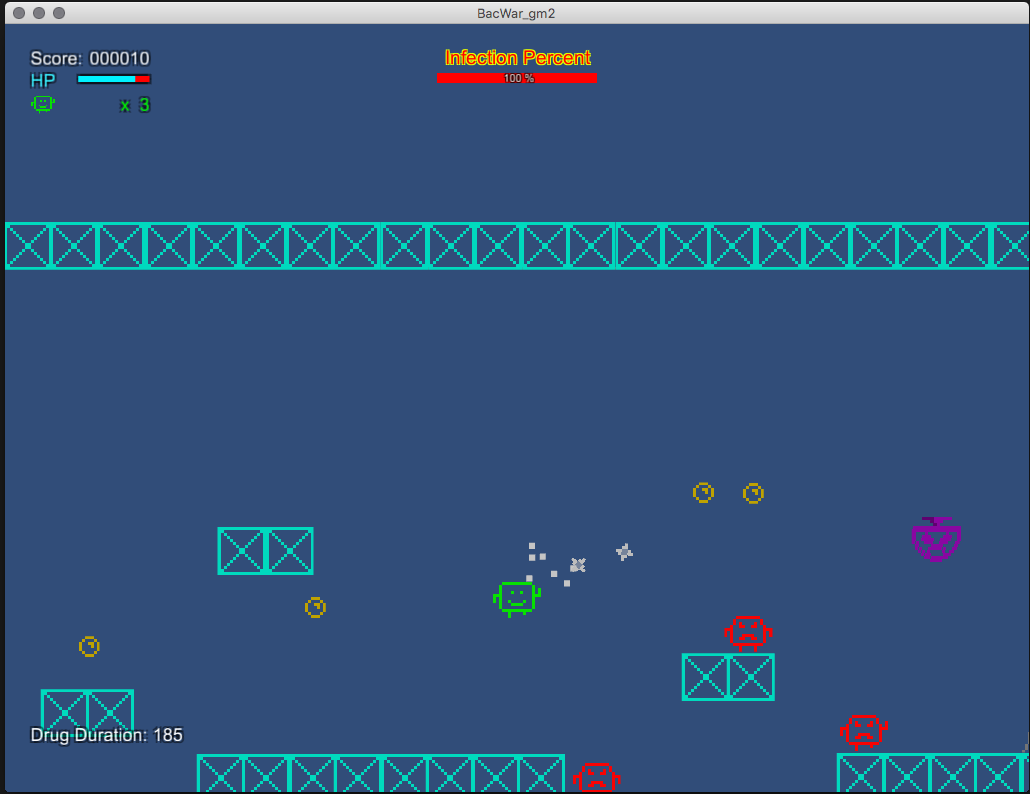 BacWar_gm2
Score: 000010
Infection Percent
HP
100 %
x 3
Drug Duration: 185